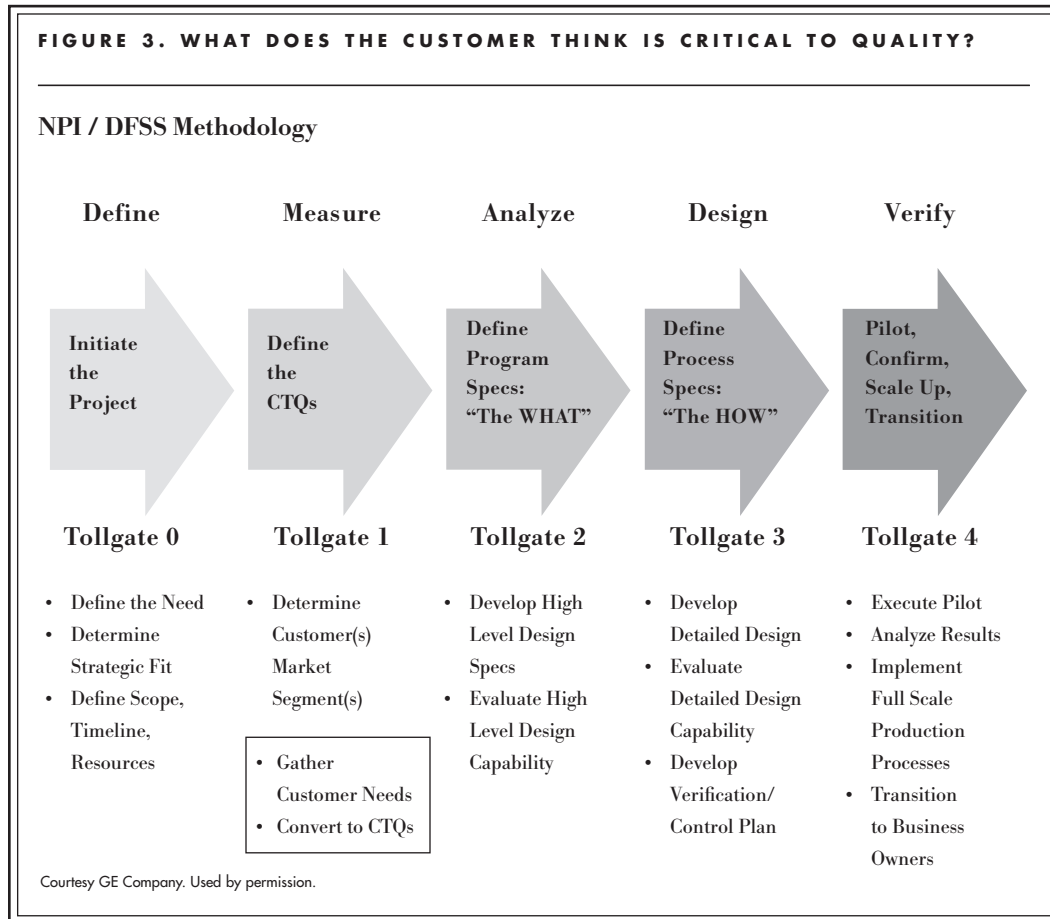 FIGURE 3. WHAT DOES THE CUSTOMER THINK IS CRITICAL TO QUALITY?
NPI / DFSS Methodology
Define
Initiate
the
Project
Tollgate 0
• Define the Need
• Determine
Strategic Fit
• Define Scope,
Timeline,
Resources
Measure
Define
the
CTQs
Tollgate 1
• Determine
Customer(s)
Market
Segment(s)
• Gather
Customer Needs
• Convert to CTQs
Analyze
Define
Program
Specs:
“The WHAT”
Tollgate 2
• Develop High
Level Design
Specs
• Evaluate High
Level Design
Capability
Design
Define
Process
Specs:
“The HOW”
Tollgate 3
• Develop
Detailed Design
• Evaluate
Detailed Design
Capability
• Develop
Verification/
Control Plan
Verify
Pilot,
Confirm,
Scale Up,
Transition
Tollgate 4
• Execute Pilot
• Analyze Results
• Implement
Full Scale
Production
Processes
• Transition
to Business
Owners
Courtesy GE Company. Used by permission.